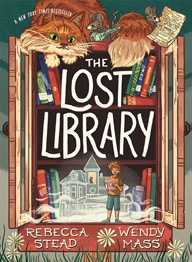 A NEW YORK TIMES BESTSELLER
THE
LOST
LIBRARY
REBECCA STEAD
WENDY MASS